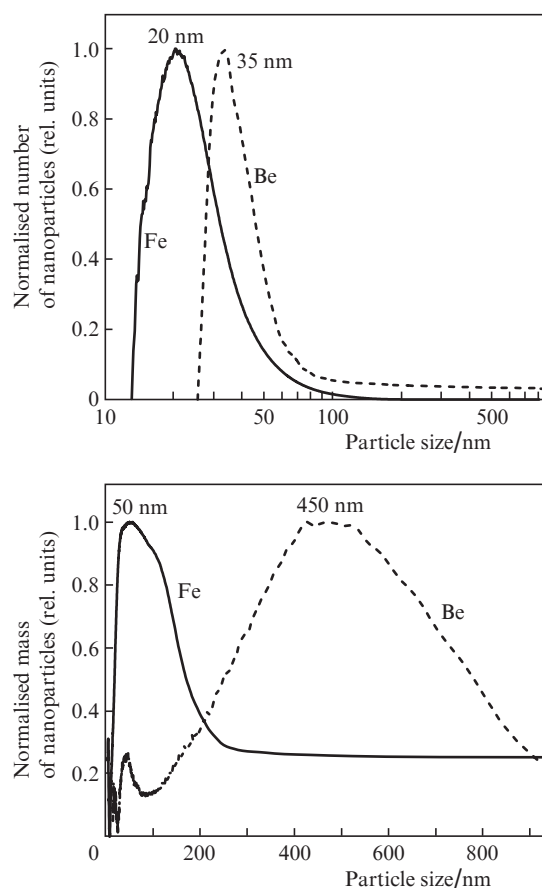 20 nm
1.0
35 nm
0.8
Be
0.6
Fe
0.4
0.2
0
10
50
100
500
Particle size/nm
Normalised number
of nanoparticles (rel. units)
50 nm
450 nm
1.0
Fe
0.8
Be
0.6
0.4
0.2
0
200
400
600
800
Particle size/nm
Normalised mass
of nanoparticles (rel. units)